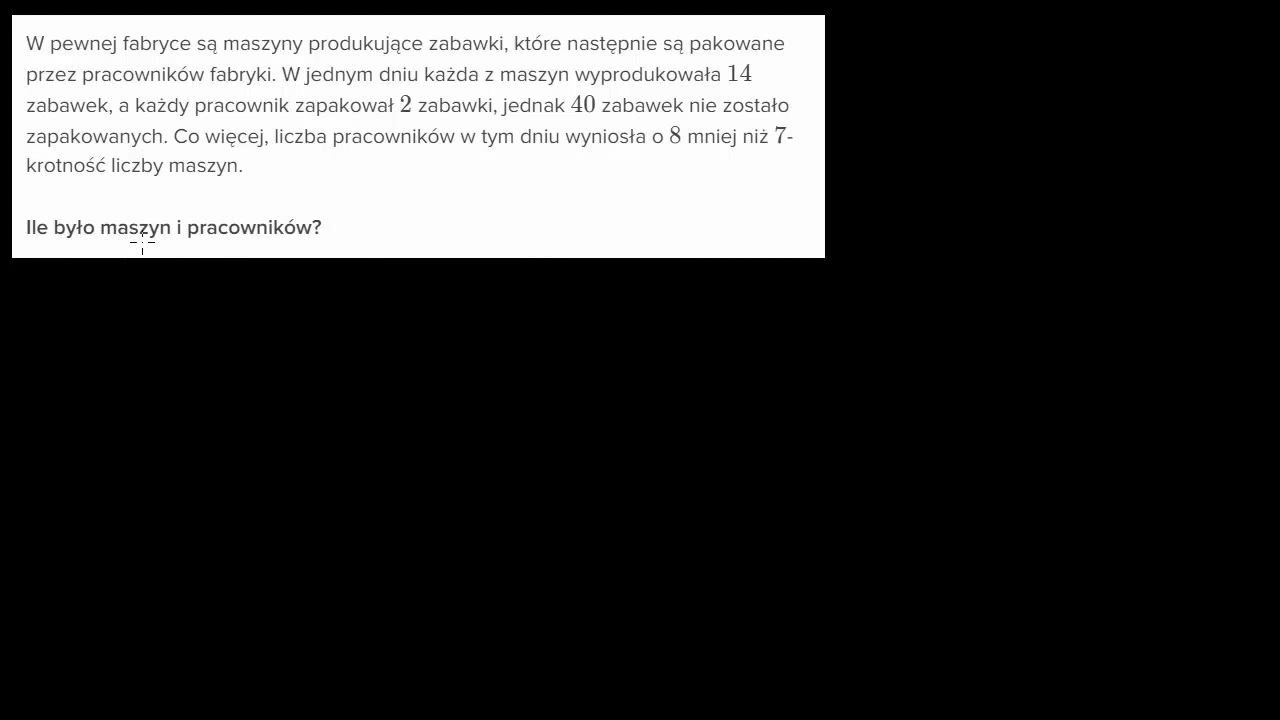 W pewnej fabryce są maszyny produkujące zabawki, które następnie są pakowane
przez pracowników fabryki. W jednym dniu każda z maszyn wyprodukowała 14
zabawek, a każdy pracownik zapakował 2 zabawki, jednak 40 zabawek nie zostało
zapakowanych. Co więcej, liczba pracowników w tym dniu wyniosła o 8 mniej niż 7-
krotność liczby maszyn.
Ile było maszyn i pracowników?